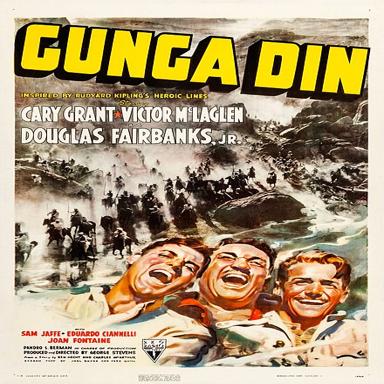 GUNGA DIN
INSPIRED BY RUDYARD KIPLING'S HEROIC LINES
CARY GRANT★VICTOR McLAGLEN
DOUGLAS FAIRBANKS, JR.
SAM JAFFE · EDUARDO CIANNELLI
JOAN FONTAINE
PANDRO S. BERMAN IN CHARGE OF PRODUCTION
PRODUCED AND DIRECTED BY GEORGE STEVENS